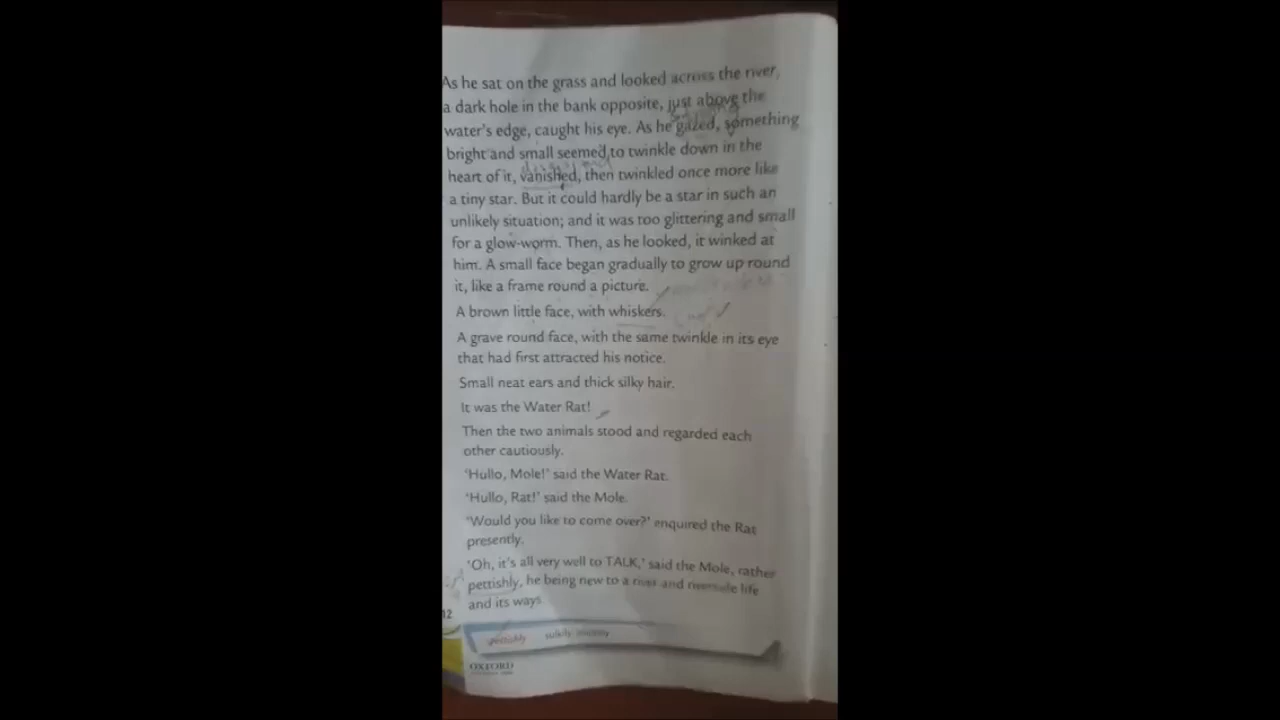 As he sat on the grass and looked across the river,
a dark hole in the bank opposite, just above the
water's edge, caught his eye. As he gazed, something
bright and small seemed to twinkle down in the
heart of it, vanished, then twinkled once more like
a tiny star. But it could hardly be a star in such an
unlikely situation; and it was too glittering and small
for a glow-worm. Then, as he looked, it winked at
him. A small face began gradually to grow up round
it, like a frame round a picture.
A brown little face, with whiskers.
A grave round face, with the same twinkle in its eye
that had first attracted his notice.
Small neat ears and thick silky hair.
It was the Water Rat!
Then the two animals stood and regarded each
other cautiously.
'Hullo, Mole!' said the Water Rat.
'Hullo, Rat!' said the Mole.
'Would you like to come over?' enquired the Rat
presently.
'Oh, it's all very well to TALK,' said the Mole, rather
pettishly, he being new to a river and riverside life
and its ways.
12
pettishly sulkily
OXFORD